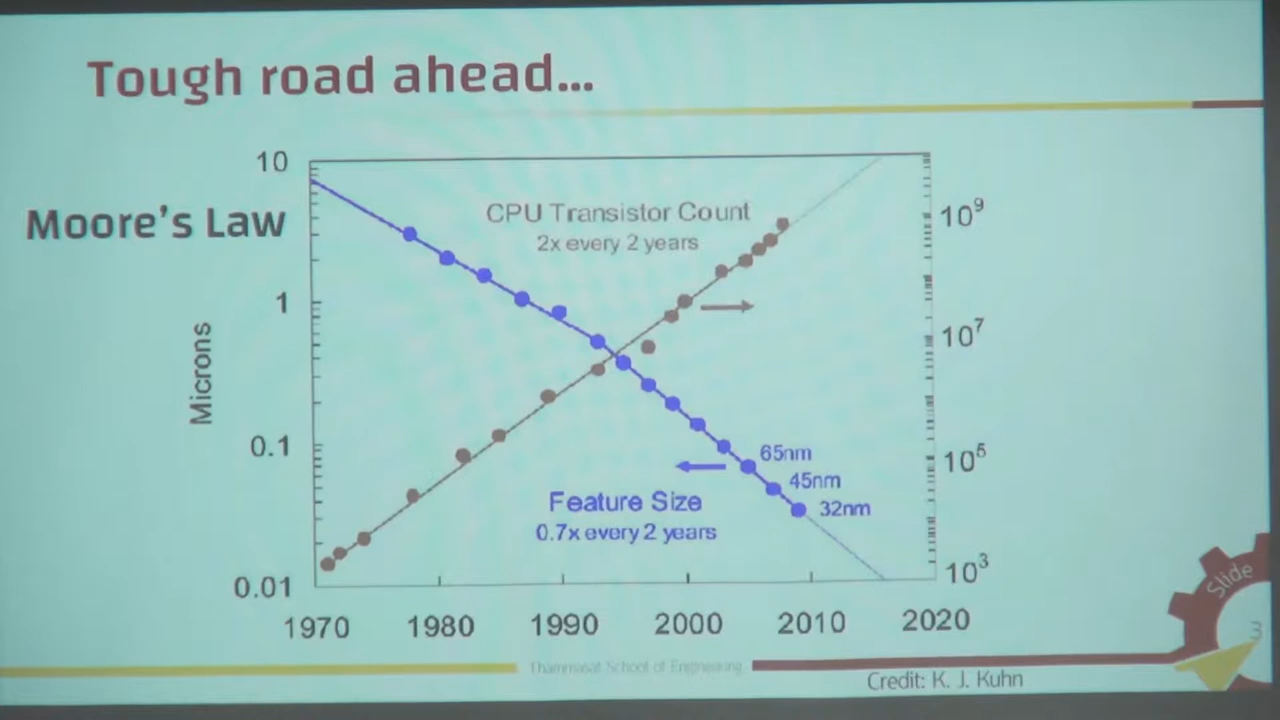 Tough road ahead...
Moore's Law
10
1
0.1
0.01
Microns
CPU Transistor Count
2x every 2 years
10⁹
10⁷
10⁵
10³
65nm
45nm
32nm
Feature Size
0.7x every 2 years
1970 1980 1990 2000 2010 2020
Thammasat School of Engineering
Credit: K. J. Kuhn
Slide
3